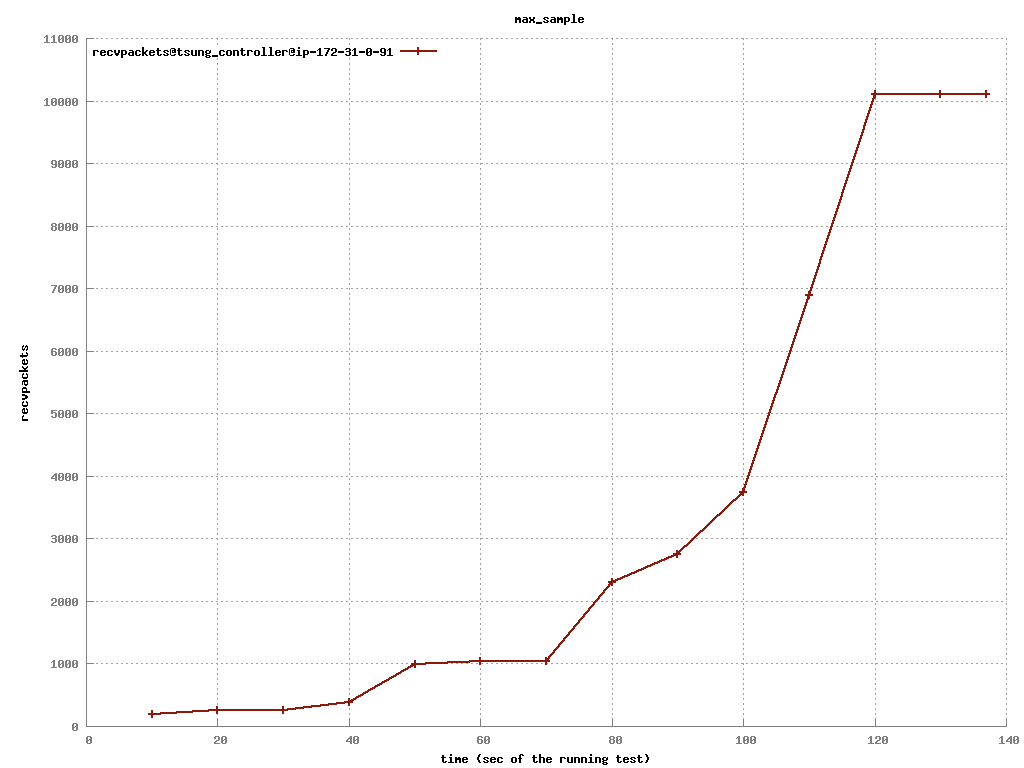 max_sample
11000
recvpackets@tsung_controller@ip-172-31-0-91
10000
9000
8000
7000
6000
recvpackets
5000
4000
3000
2000
1000
0
0 20 40 60 80 100 120 140
time (sec of the running test)